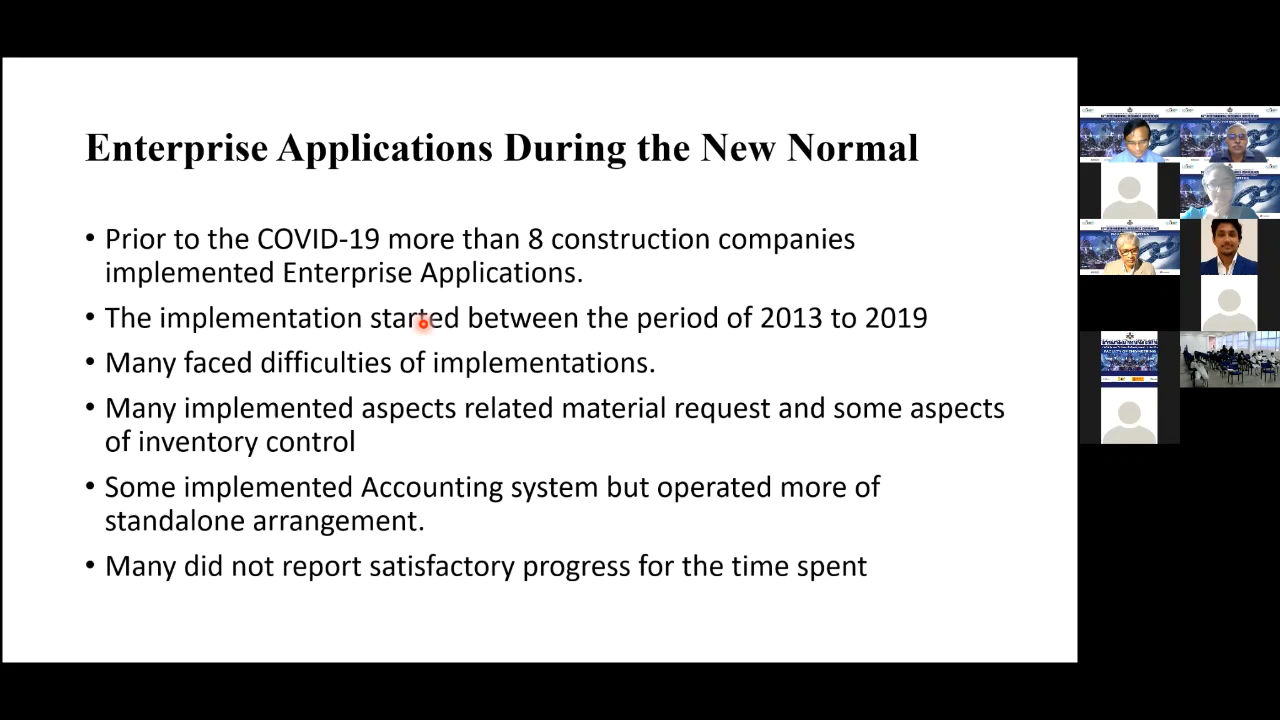 Enterprise Applications During the New Normal
• Prior to the COVID-19 more than 8 construction companies
implemented Enterprise Applications.
• The implementation started between the period of 2013 to 2019
• Many faced difficulties of implementations.
• Many implemented aspects related material request and some aspects
of inventory control
• Some implemented Accounting system but operated more of
standalone arrangement.
• Many did not report satisfactory progress for the time spent
FACULTY OF ENGINEERING